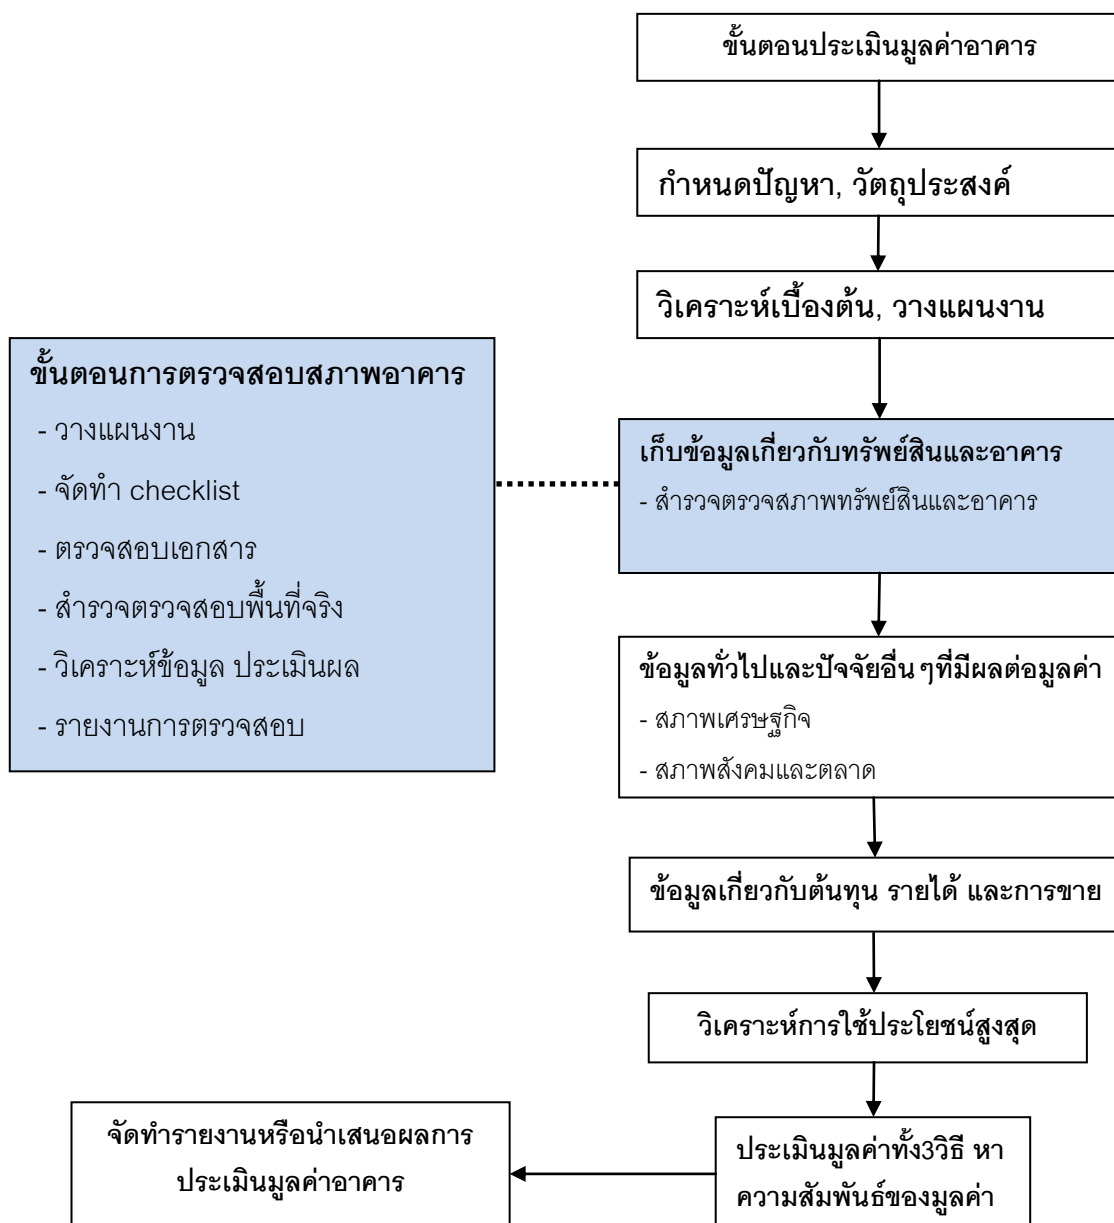 ขั้นตอนประเมินมูลค่าอาคาร
กำหนดปัญหา, วัตถุประสงค์
วิเคราะห์เบื้องต้น, วางแผนงาน
ขั้นตอนการตรวจสอบสภาพอาคาร
- วางแผนงาน
- จัดทำ checklist
- ตรวจสอบเอกสาร
- สำรวจตรวจสอบพื้นที่จริง
- วิเคราะห์ข้อมูล ประเมินผล
- รายงานการตรวจสอบ
เก็บข้อมูลเกี่ยวกับทรัพย์สินและอาคาร
- สำรวจตรวจสภาพทรัพย์สินและอาคาร
ข้อมูลทั่วไปและปัจจัยอื่นๆที่มีผลต่อมูลค่า
- สภาพเศรษฐกิจ
- สภาพสังคมและตลาด
ข้อมูลเกี่ยวกับต้นทุน รายได้ และการขาย
วิเคราะห์การใช้ประโยชน์สูงสุด
ประเมินมูลค่าทั้ง3วิธี หา
ความสัมพันธ์ของมูลค่า
จัดทำรายงานหรือนำเสนอผลการ
ประเมินมูลค่าอาคาร